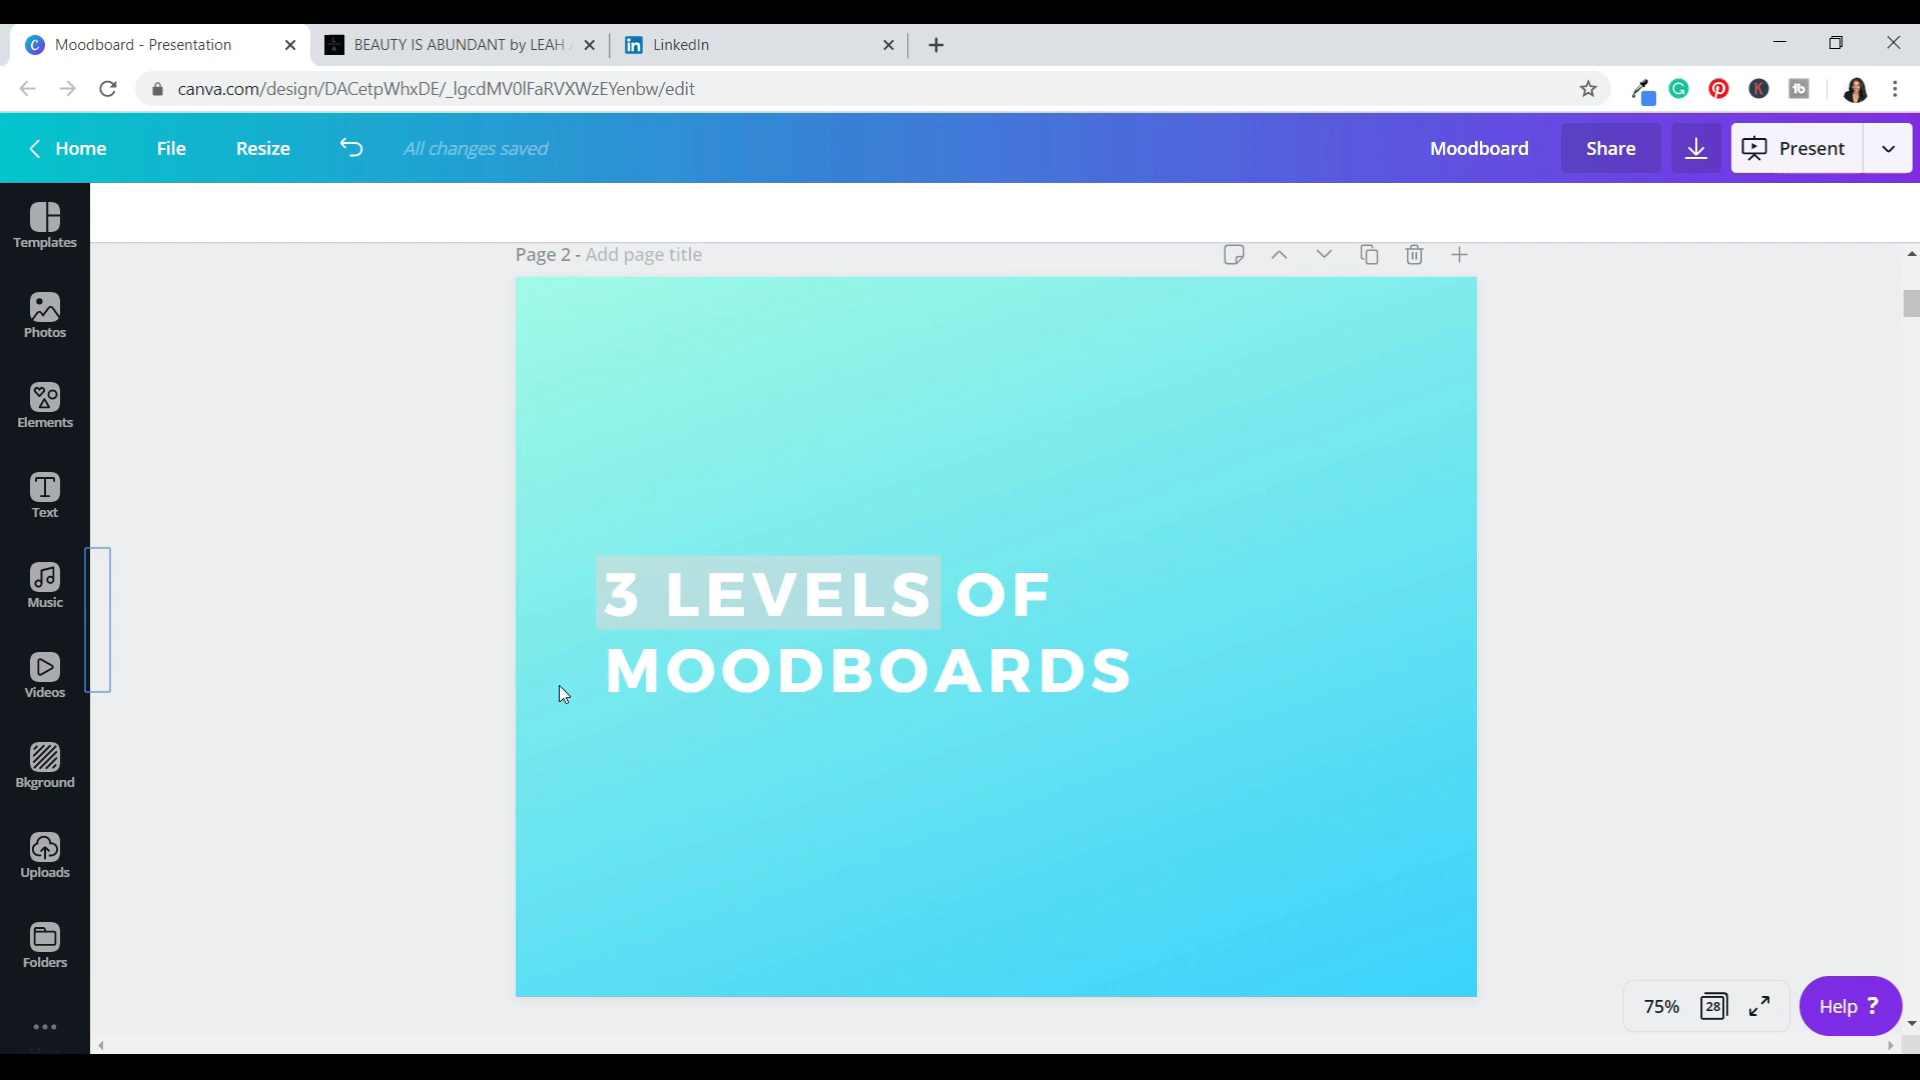 Moodboard - Presentation
BEAUTY IS ABUNDANT by LEAH
LinkedIn
canva.com/design/DACetpWhxDE/_lgcdMV0lFaRVXWzEYenbw/edit
Home
File
Resize
All changes saved
Moodboard
Share
Present
Templates
Photos
Elements
Text
Music
Videos
Bkground
Uploads
Folders
Page 2 - Add page title
3 LEVELS OF
MOODBOARDS
75%
28
Help ?